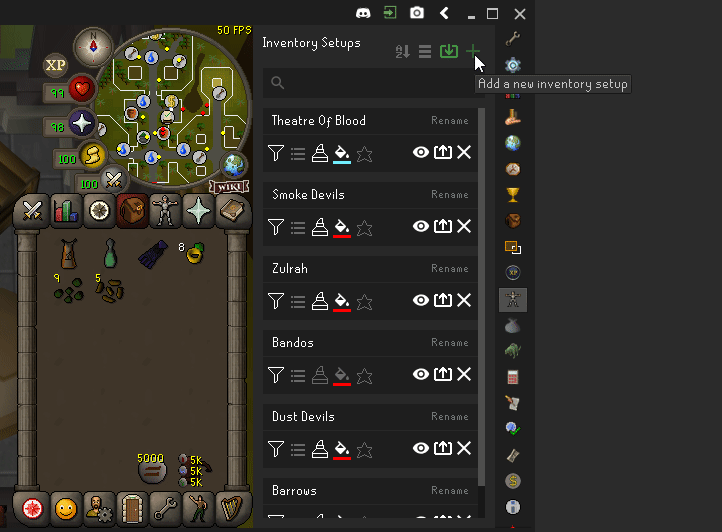 50 FPS
XP
99
98
100
100
WIKI
8
9
5
5000
5K
5K
5K
Inventory Setups
Add a new inventory setup
Theatre Of Blood
Rename
Smoke Devils
Rename
Zulrah
Rename
Bandos
Rename
Dust Devils
Rename
Barrows
Rename